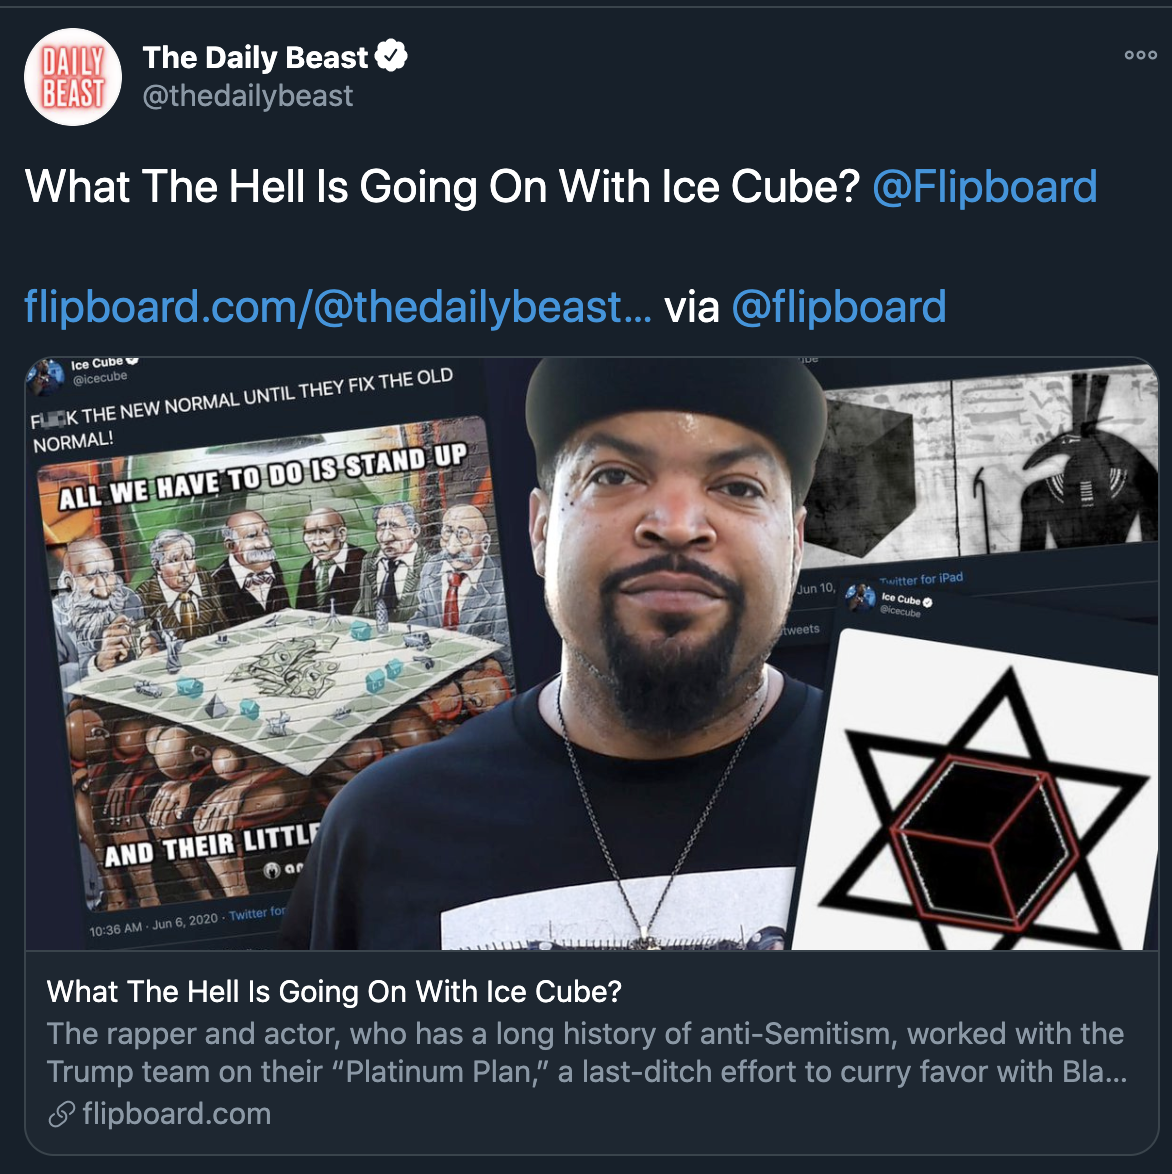 DAILY
BEAST
The Daily Beast
@thedailybeast
What The Hell Is Going On With Ice Cube? @Flipboard
flipboard.com/@thedailybeast... via @flipboard
Ice Cube
@icecube
F K THE NEW NORMAL UNTIL THEY FIX THE OLD
NORMAL!
ALL WE HAVE TO DO IS STAND UP
AND THEIR LITTLE
10:36 AM · Jun 6, 2020 · Twitter for
Jun 10,
Twitter for iPad
tweets
Ice Cube
@icecube
What The Hell Is Going On With Ice Cube?
The rapper and actor, who has a long history of anti-Semitism, worked with the
Trump team on their “Platinum Plan,” a last-ditch effort to curry favor with Bla...
flipboard.com